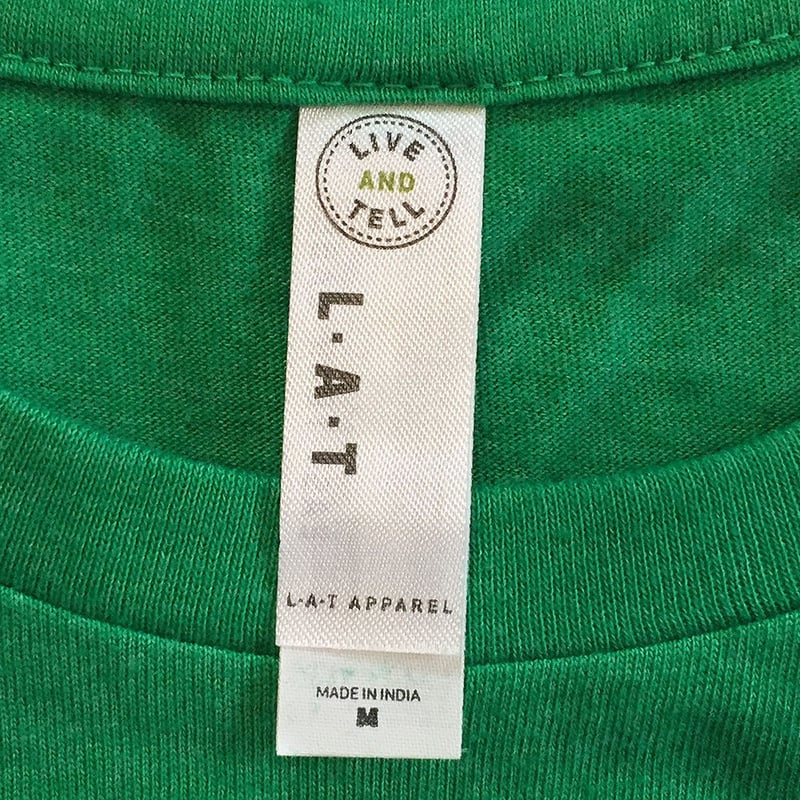 LIVE
AND
TELL
L·A·T
L·A·T APPAREL
MADE IN INDIA
M